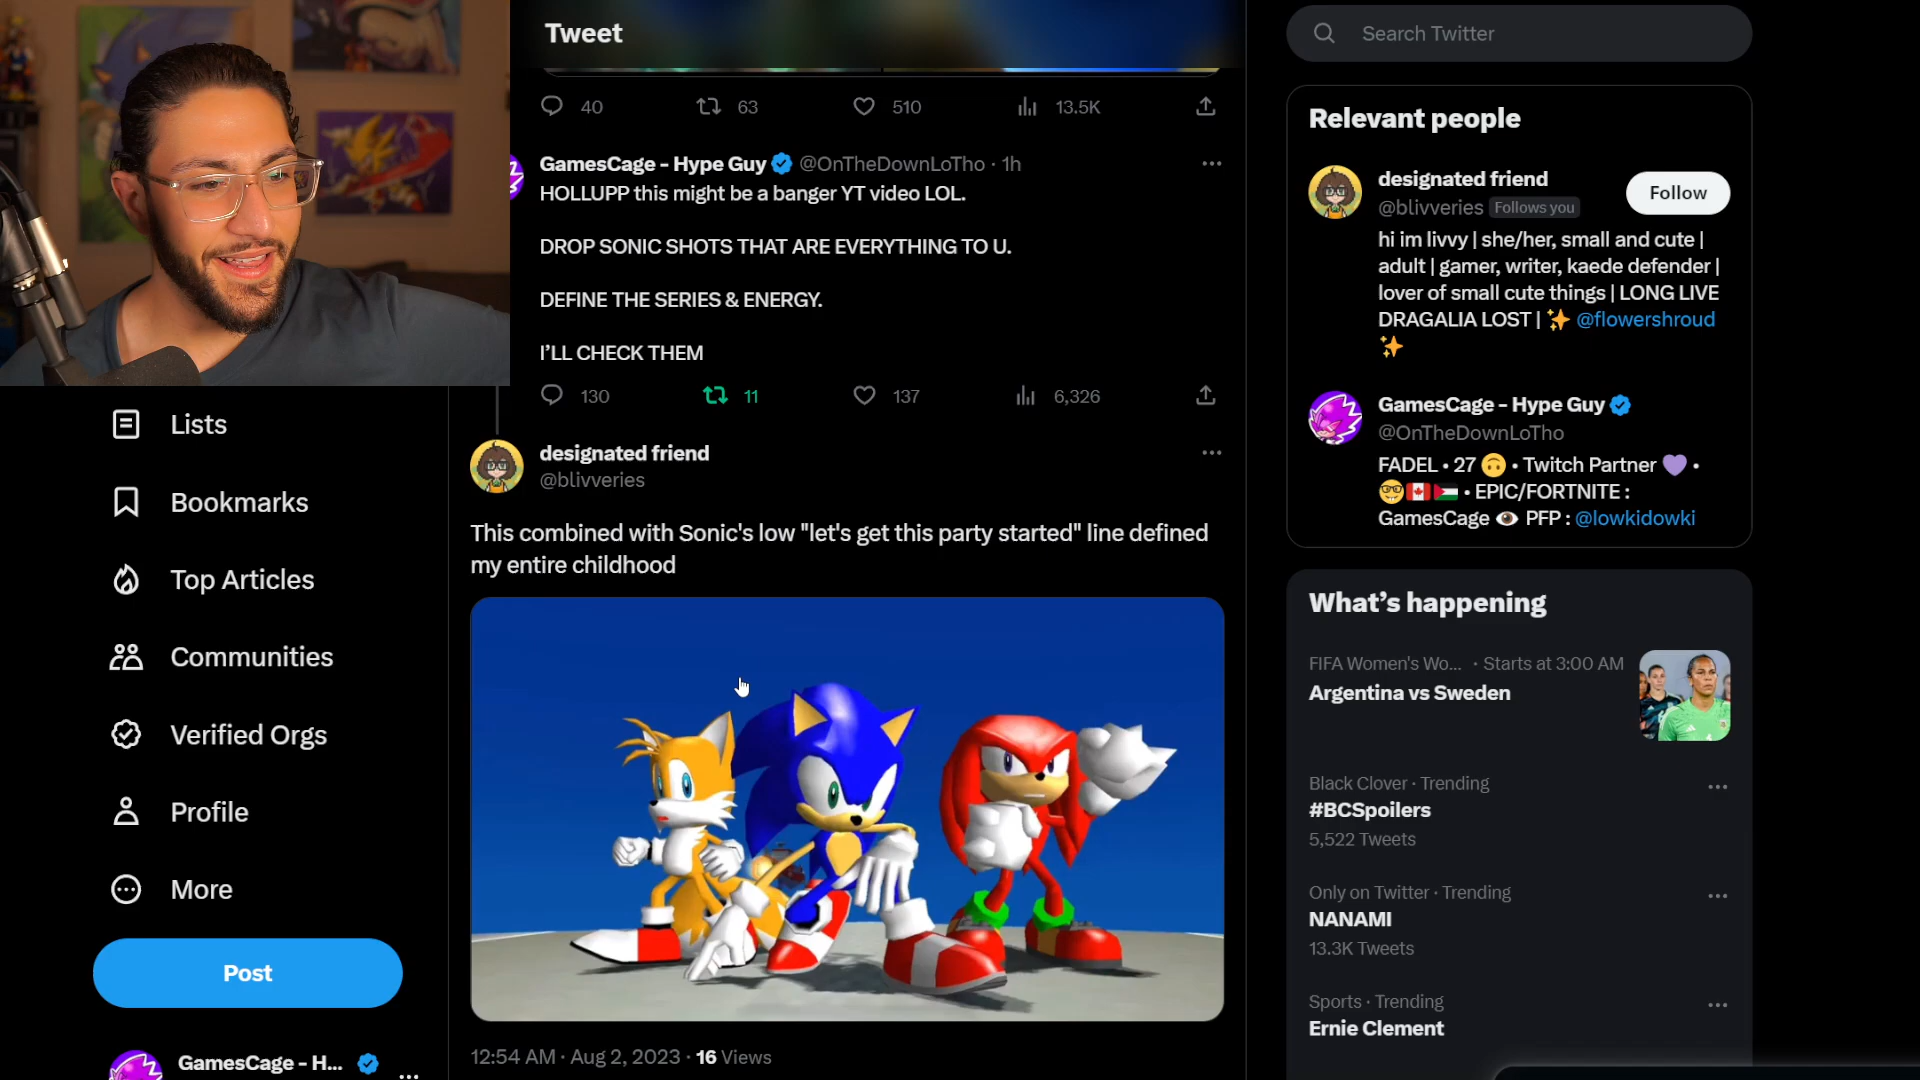 Tweet
40
63
510
13.5K
GamesCage - Hype Guy @OnTheDownLoTho · 1h
HOLLUPP this might be a banger YT video LOL.
DROP SONIC SHOTS THAT ARE EVERYTHING TO U.
DEFINE THE SERIES & ENERGY.
I'LL CHECK THEM
130
11
137
6,326
designated friend
@blivveries
This combined with Sonic's low "let's get this party started" line defined
my entire childhood
12:54 AM · Aug 2, 2023 · 16 Views
Lists
Bookmarks
Top Articles
Communities
Verified Orgs
Profile
More
Post
GamesCage - H...
Search Twitter
Relevant people
designated friend
Follow
@blivveries Follows you
hi im livvy | she/her, small and cute |
adult | gamer, writer, kaede defender |
lover of small cute things | LONG LIVE
DRAGALIA LOST | ✨ @flowershroud
✨
GamesCage - Hype Guy
@OnTheDownLoTho
FADEL • 27 🙃 • Twitch Partner 💜 •
🤓🇨🇦🇵🇸 • EPIC/FORTNITE :
GamesCage 👁 PFP : @lowkidowki
What's happening
FIFA Women's Wo... · Starts at 3:00 AM
Argentina vs Sweden
Black Clover · Trending
#BCSpoilers
5,522 Tweets
Only on Twitter · Trending
NANAMI
13.3K Tweets
Sports · Trending
Ernie Clement